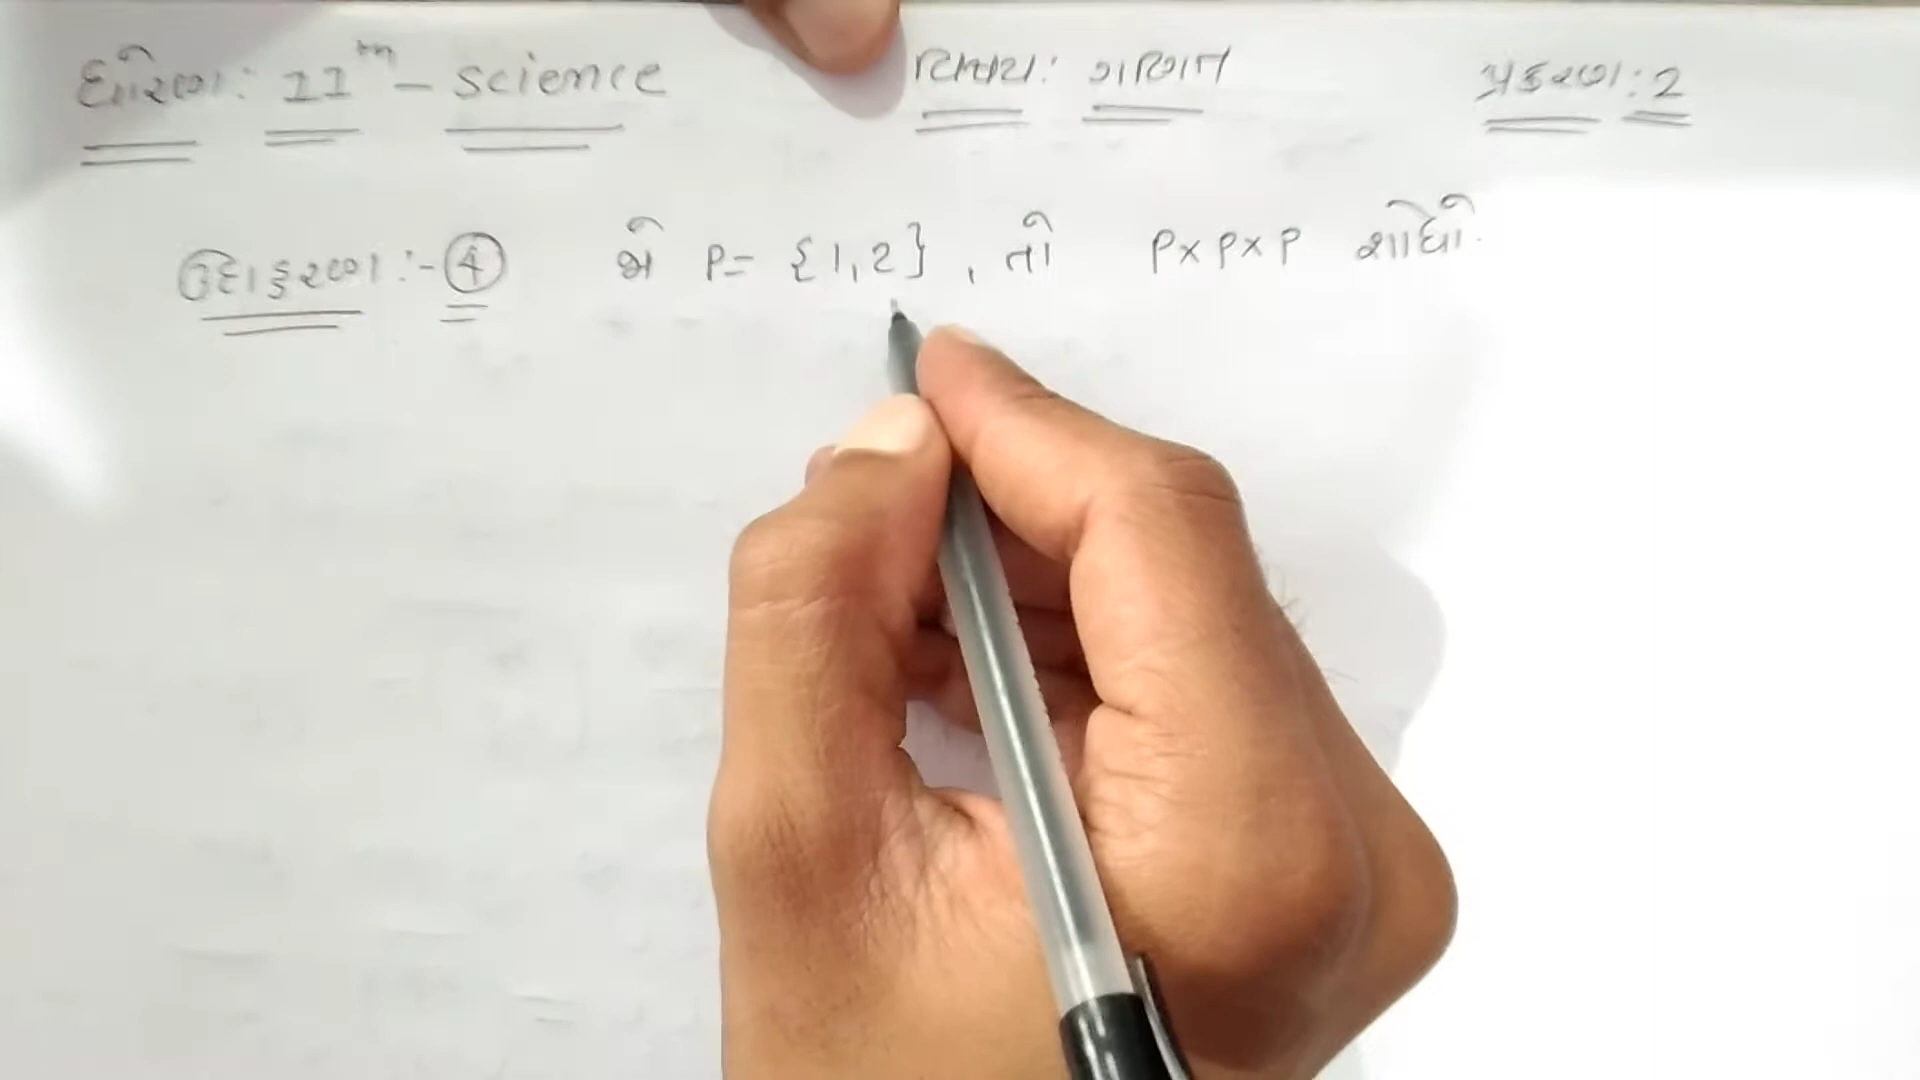 ધોરણ: 11th - Science વિષય: ગણિત પ્રકરણ: 2
ઉદાહરણ:- 4 જો P = {1,2} , તો P×P×P શોધો.